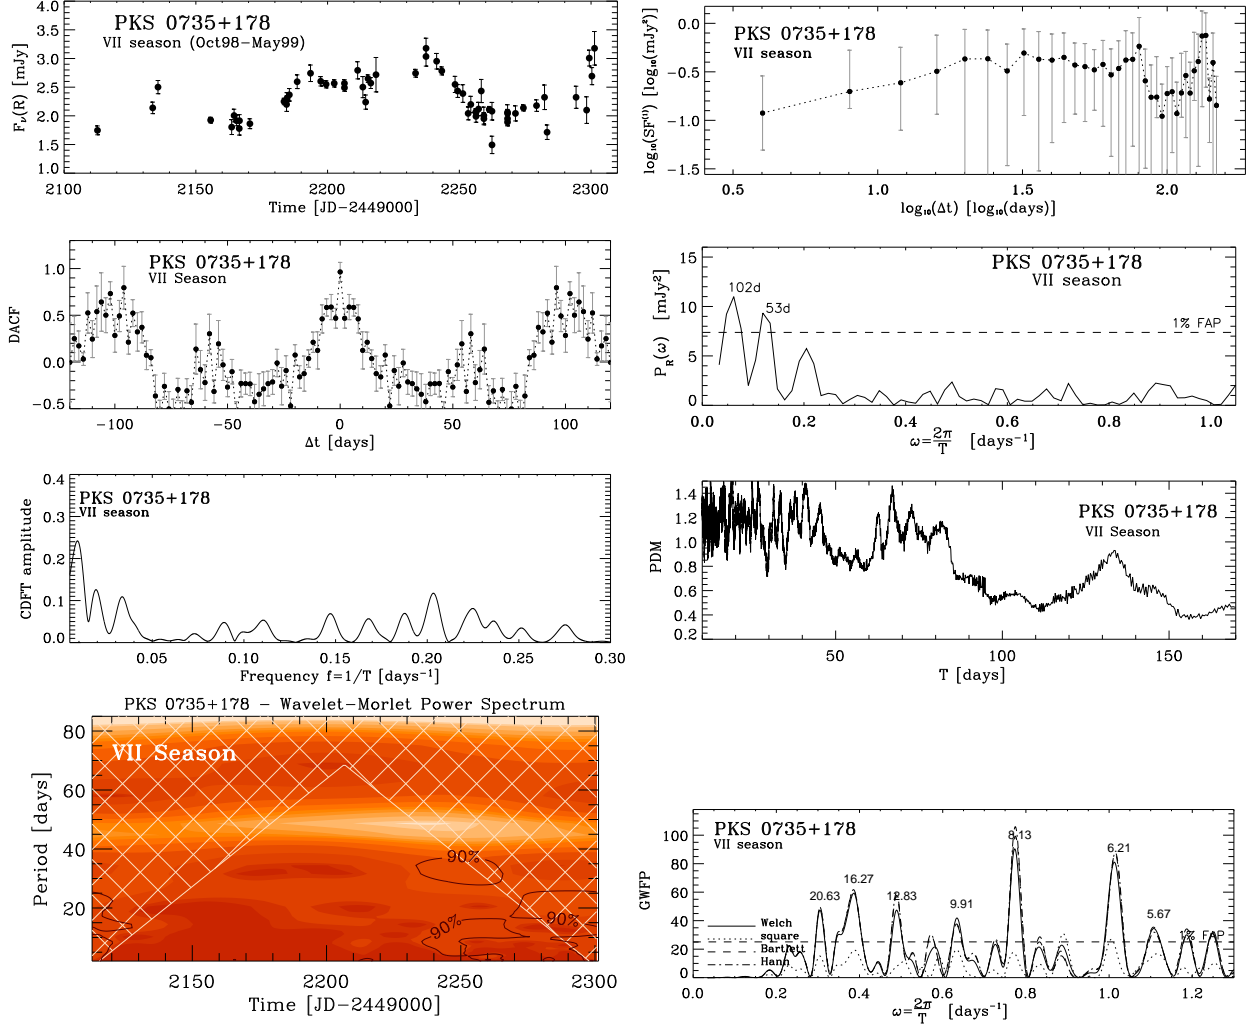 PKS 0735+178
VII season (Oct98−May99)
Fν(R) [mJy]
4.0
3.5
3.0
2.5
2.0
1.5
1.0
2100 2150 2200 2250 2300
Time [JD−2449000]
PKS 0735+178
VII season
log₁₀(SF⁽¹⁾) [log₁₀(mJy²)]
0.0
−0.5
−1.0
−1.5
0.5 1.0 1.5 2.0
log₁₀(Δt) [log₁₀(days)]
PKS 0735+178
VII Season
DACF
1.0
0.5
0.0
−0.5
−100 −50 0 50 100
Δt [days]
PKS 0735+178
VII season
P_R(ω) [mJy²]
15
10
5
0
102d
53d
1% FAP
0.0 0.2 0.4 0.6 0.8 1.0
ω=2π/T [days⁻¹]
PKS 0735+178
VII season
CDFT amplitude
0.4
0.3
0.2
0.1
0.0
0.05 0.10 0.15 0.20 0.25 0.30
Frequency f=1/T [days⁻¹]
PKS 0735+178
VII Season
PDM
1.4
1.2
1.0
0.8
0.6
0.4
0.2
50 100 150
T [days]
PKS 0735+178 − Wavelet−Morlet Power Spectrum
VII Season
Period [days]
80
60
40
20
90%
90%
90%
2150 2200 2250 2300
Time [JD−2449000]
PKS 0735+178
VII season
GWFP
100
80
60
40
20
0
20.63
16.27
12.83
9.91
8.13
6.21
5.67
1% FAP
Welch
square
Bartlett
Hann
0.0 0.2 0.4 0.6 0.8 1.0 1.2
ω=2π/T [days⁻¹]